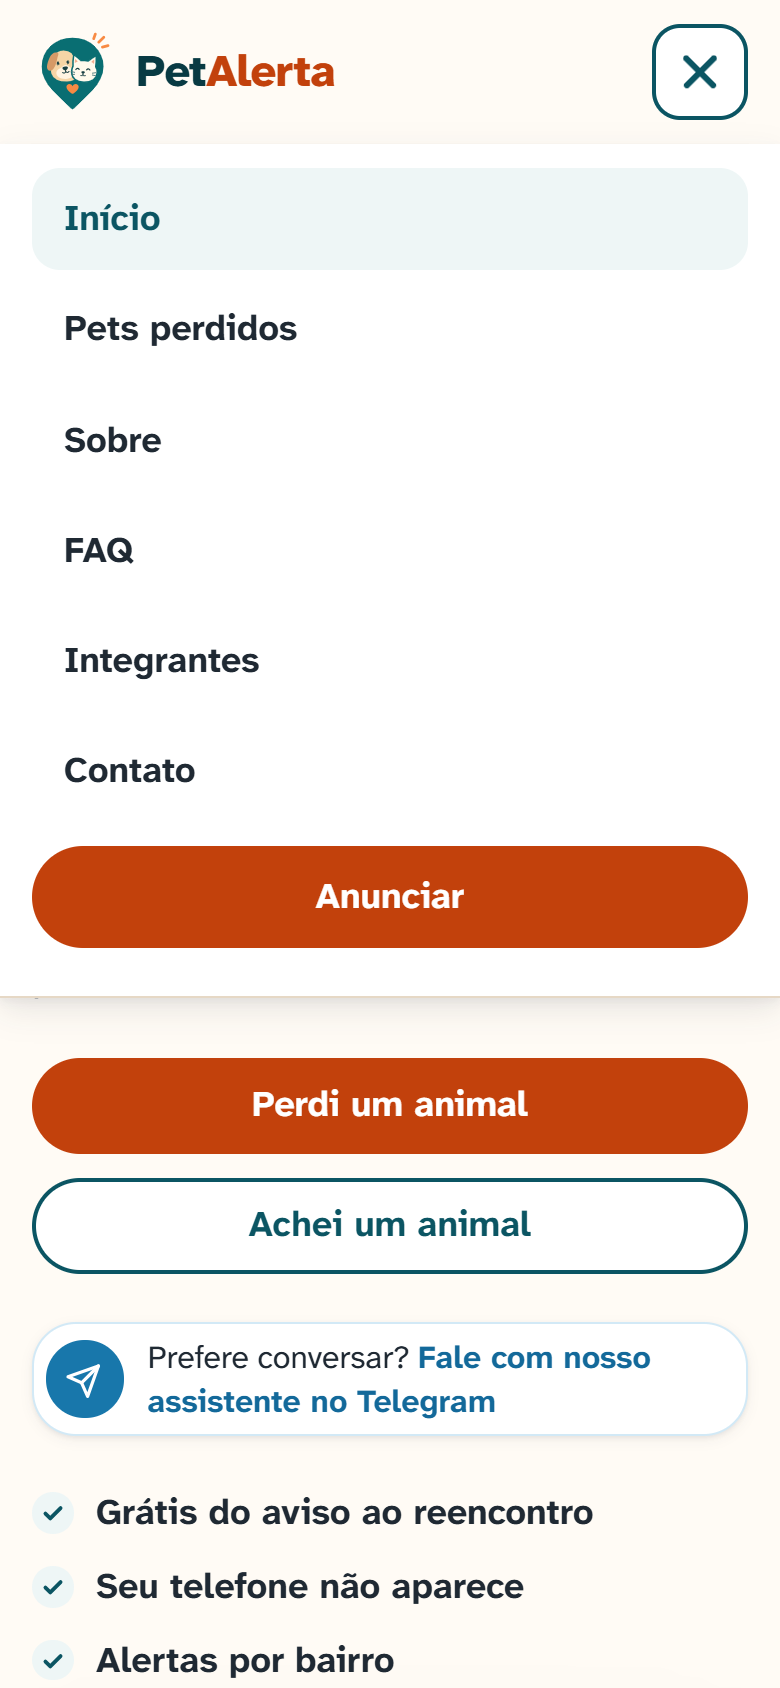 PetAlerta
Início
Pets perdidos
Sobre
FAQ
Integrantes
Contato
Anunciar
Perdi um animal
Achei um animal
Prefere conversar? Fale com nosso
assistente no Telegram
Grátis do aviso ao reencontro
Seu telefone não aparece
Alertas por bairro